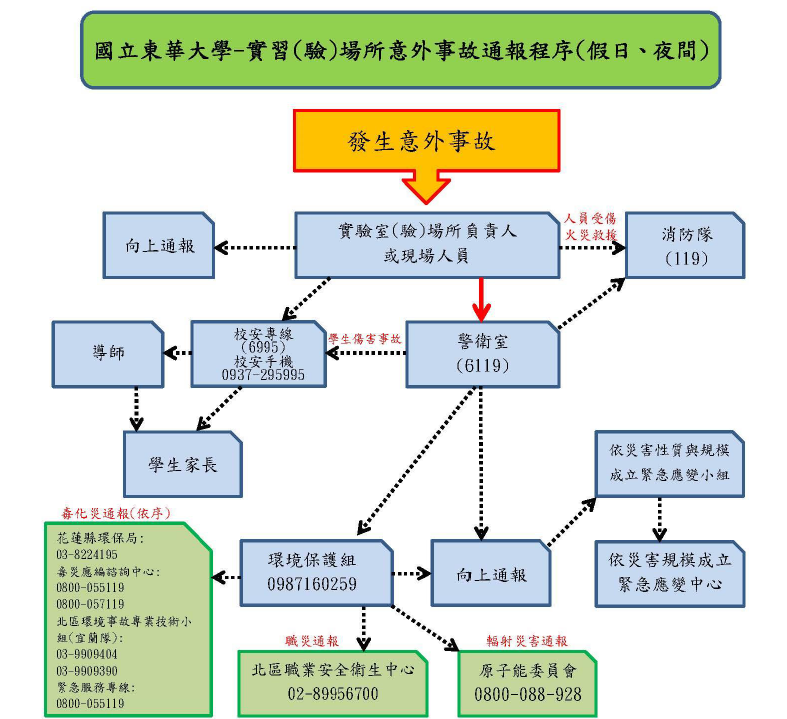 國立東華大學-實習(驗)場所意外事故通報程序(假日、夜間)
發生意外事故
向上通報
實驗室(驗)場所負責人
或現場人員
人員受傷
火災救援
消防隊
(119)
導師
校安專線
(6995)
校安手機
0937-295995
學生傷害事故
警衛室
(6119)
學生家長
依災害性質與規模
成立緊急應變小組
毒化災通報(依序)
花蓮縣環保局:
03-8224195
毒災應編諮詢中心:
0800-055119
0800-057119
北區環境事故專業技術小
組(宜蘭隊):
03-9909404
03-9909390
緊急服務專線:
0800-055119
環境保護組
0987160259
向上通報
依災害規模成立
緊急應變中心
職災通報
北區職業安全衛生中心
02-89956700
輻射災害通報
原子能委員會
0800-088-928